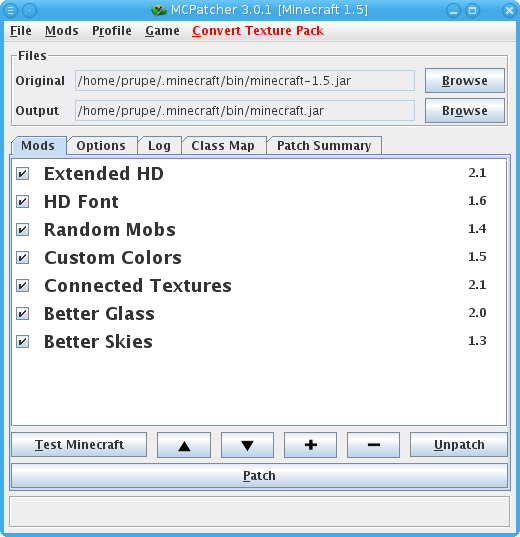 MCPatcher 3.0.1 [Minecraft 1.5]
File Mods Profile Game Convert Texture Pack
Files
Original /home/prupe/.minecraft/bin/minecraft-1.5.jar Browse
Output /home/prupe/.minecraft/bin/minecraft.jar Browse
Mods Options Log Class Map Patch Summary
Extended HD 2.1
HD Font 1.6
Random Mobs 1.4
Custom Colors 1.5
Connected Textures 2.1
Better Glass 2.0
Better Skies 1.3
Test Minecraft + − Unpatch
Patch